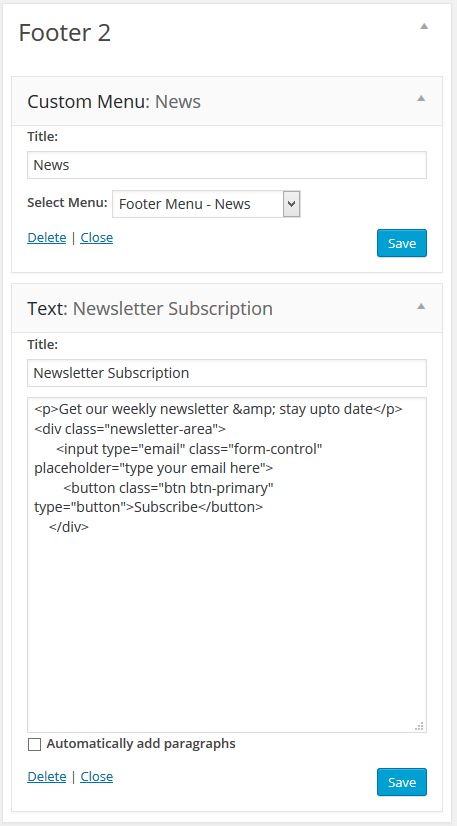 Footer 2
Custom Menu: News
Title:
News
Select Menu: Footer Menu - News
Delete | Close
Save
Text: Newsletter Subscription
Title:
Newsletter Subscription
<p>Get our weekly newsletter &amp; stay upto date</p>
<div class="newsletter-area">
<input type="email" class="form-control"
placeholder="type your email here">
<button class="btn btn-primary"
type="button">Subscribe</button>
</div>
Automatically add paragraphs
Delete | Close
Save